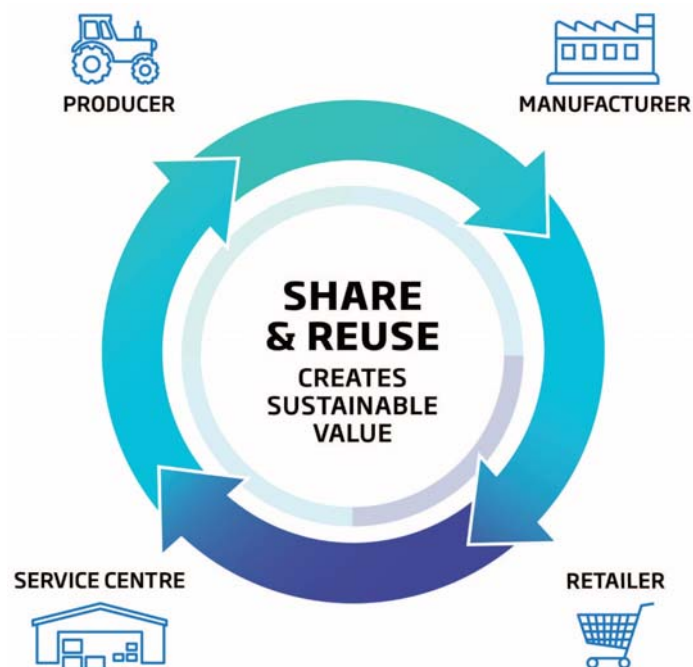 PRODUCER
MANUFACTURER
SHARE
& REUSE
CREATES
SUSTAINABLE
VALUE
SERVICE CENTRE
RETAILER